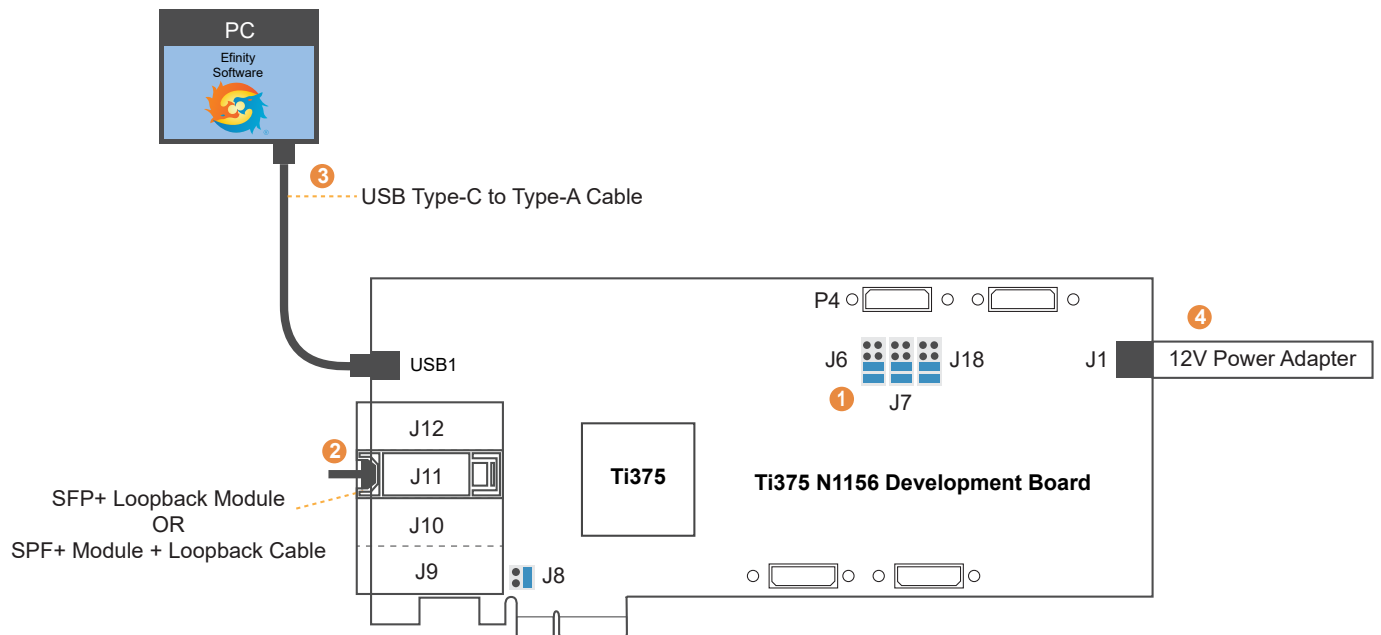 PC
Efinity
Software
3
USB Type-C to Type-A Cable
P4
4
USB1
J6
J18
J1
12V Power Adapter
1
J7
J12
2
J11
Ti375
Ti375 N1156 Development Board
SFP+ Loopback Module
OR
SPF+ Module + Loopback Cable
J10
J9
J8